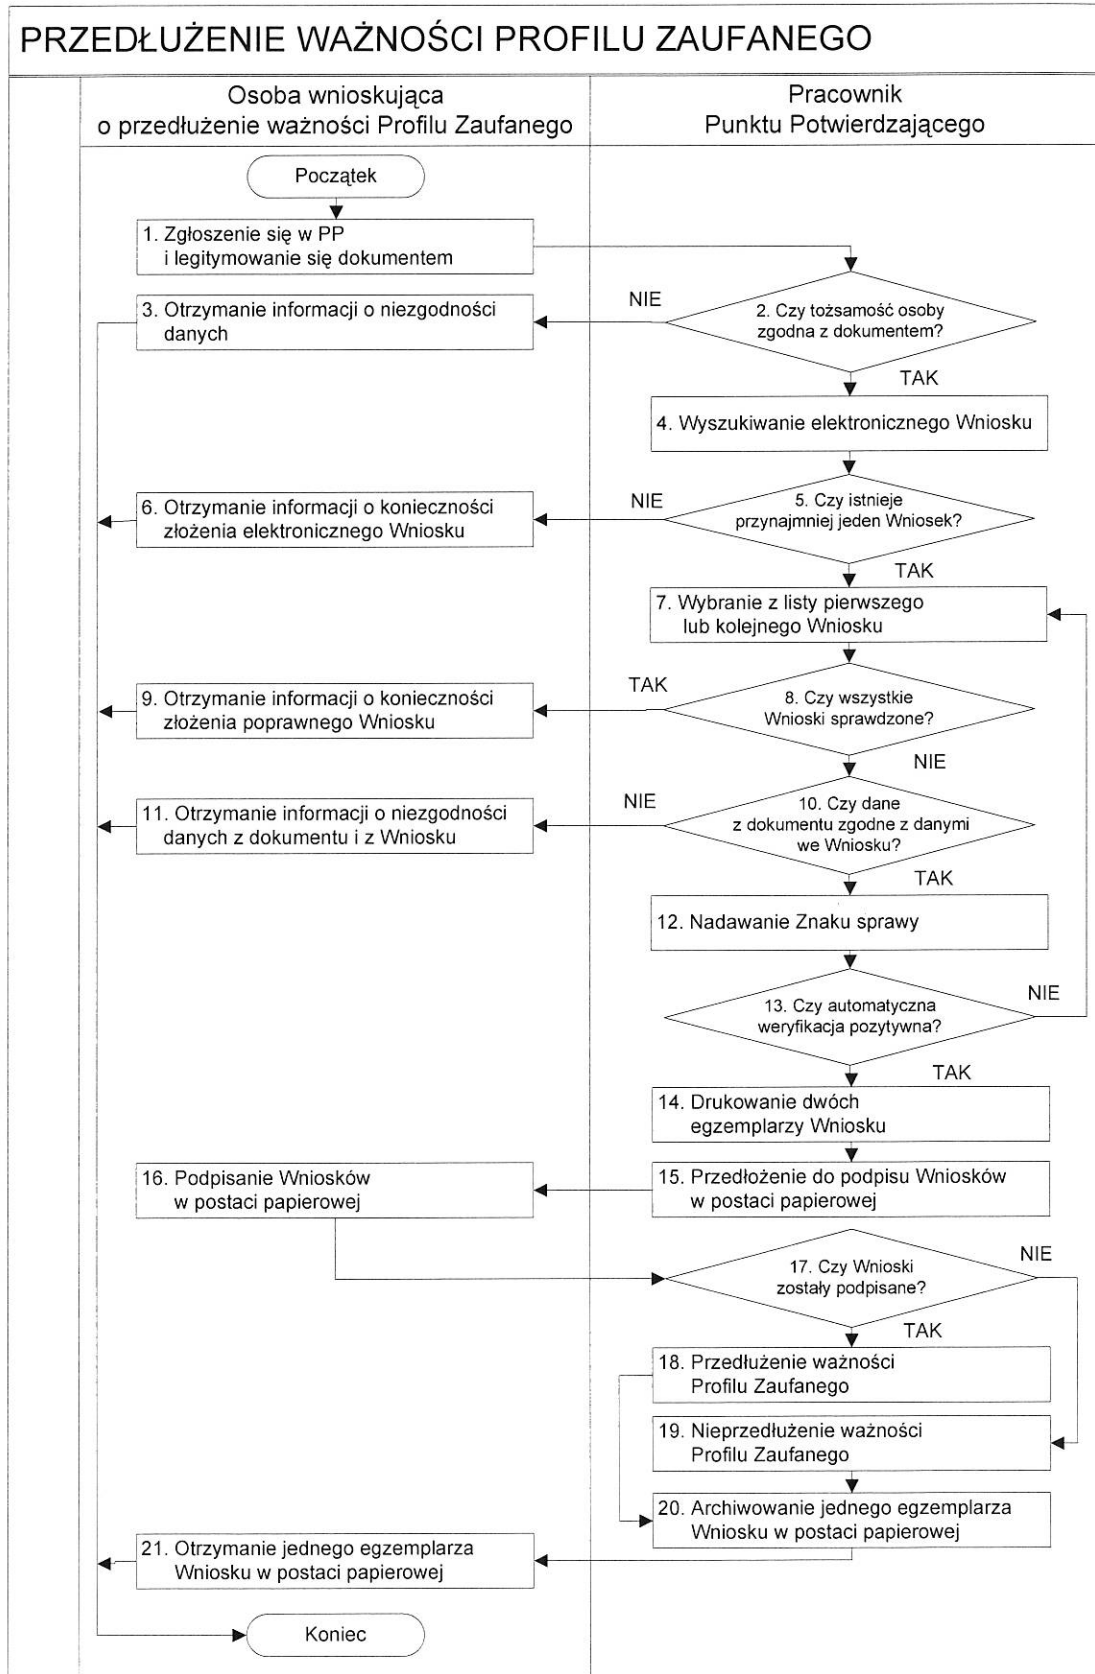 PRZEDŁUŻENIE WAŻNOŚCI PROFILU ZAUFANEGO
Osoba wnioskująca
o przedłużenie ważności Profilu Zaufanego
Pracownik
Punktu Potwierdzającego
Początek
1. Zgłoszenie się w PP
i legitymowanie się dokumentem
2. Czy tożsamość osoby
zgodna z dokumentem?
NIE
3. Otrzymanie informacji o niezgodności
danych
TAK
4. Wyszukiwanie elektronicznego Wniosku
5. Czy istnieje
przynajmniej jeden Wniosek?
NIE
6. Otrzymanie informacji o konieczności
złożenia elektronicznego Wniosku
TAK
7. Wybranie z listy pierwszego
lub kolejnego Wniosku
8. Czy wszystkie
Wnioski sprawdzone?
TAK
9. Otrzymanie informacji o konieczności
złożenia poprawnego Wniosku
NIE
10. Czy dane
z dokumentu zgodne z danymi
we Wniosku?
NIE
11. Otrzymanie informacji o niezgodności
danych z dokumentu i z Wniosku
TAK
12. Nadawanie Znaku sprawy
13. Czy automatyczna
weryfikacja pozytywna?
NIE
TAK
14. Drukowanie dwóch
egzemplarzy Wniosku
15. Przedłożenie do podpisu Wniosków
w postaci papierowej
16. Podpisanie Wniosków
w postaci papierowej
17. Czy Wnioski
zostały podpisane?
NIE
TAK
18. Przedłużenie ważności
Profilu Zaufanego
19. Nieprzedłużenie ważności
Profilu Zaufanego
20. Archiwowanie jednego egzemplarza
Wniosku w postaci papierowej
21. Otrzymanie jednego egzemplarza
Wniosku w postaci papierowej
Koniec